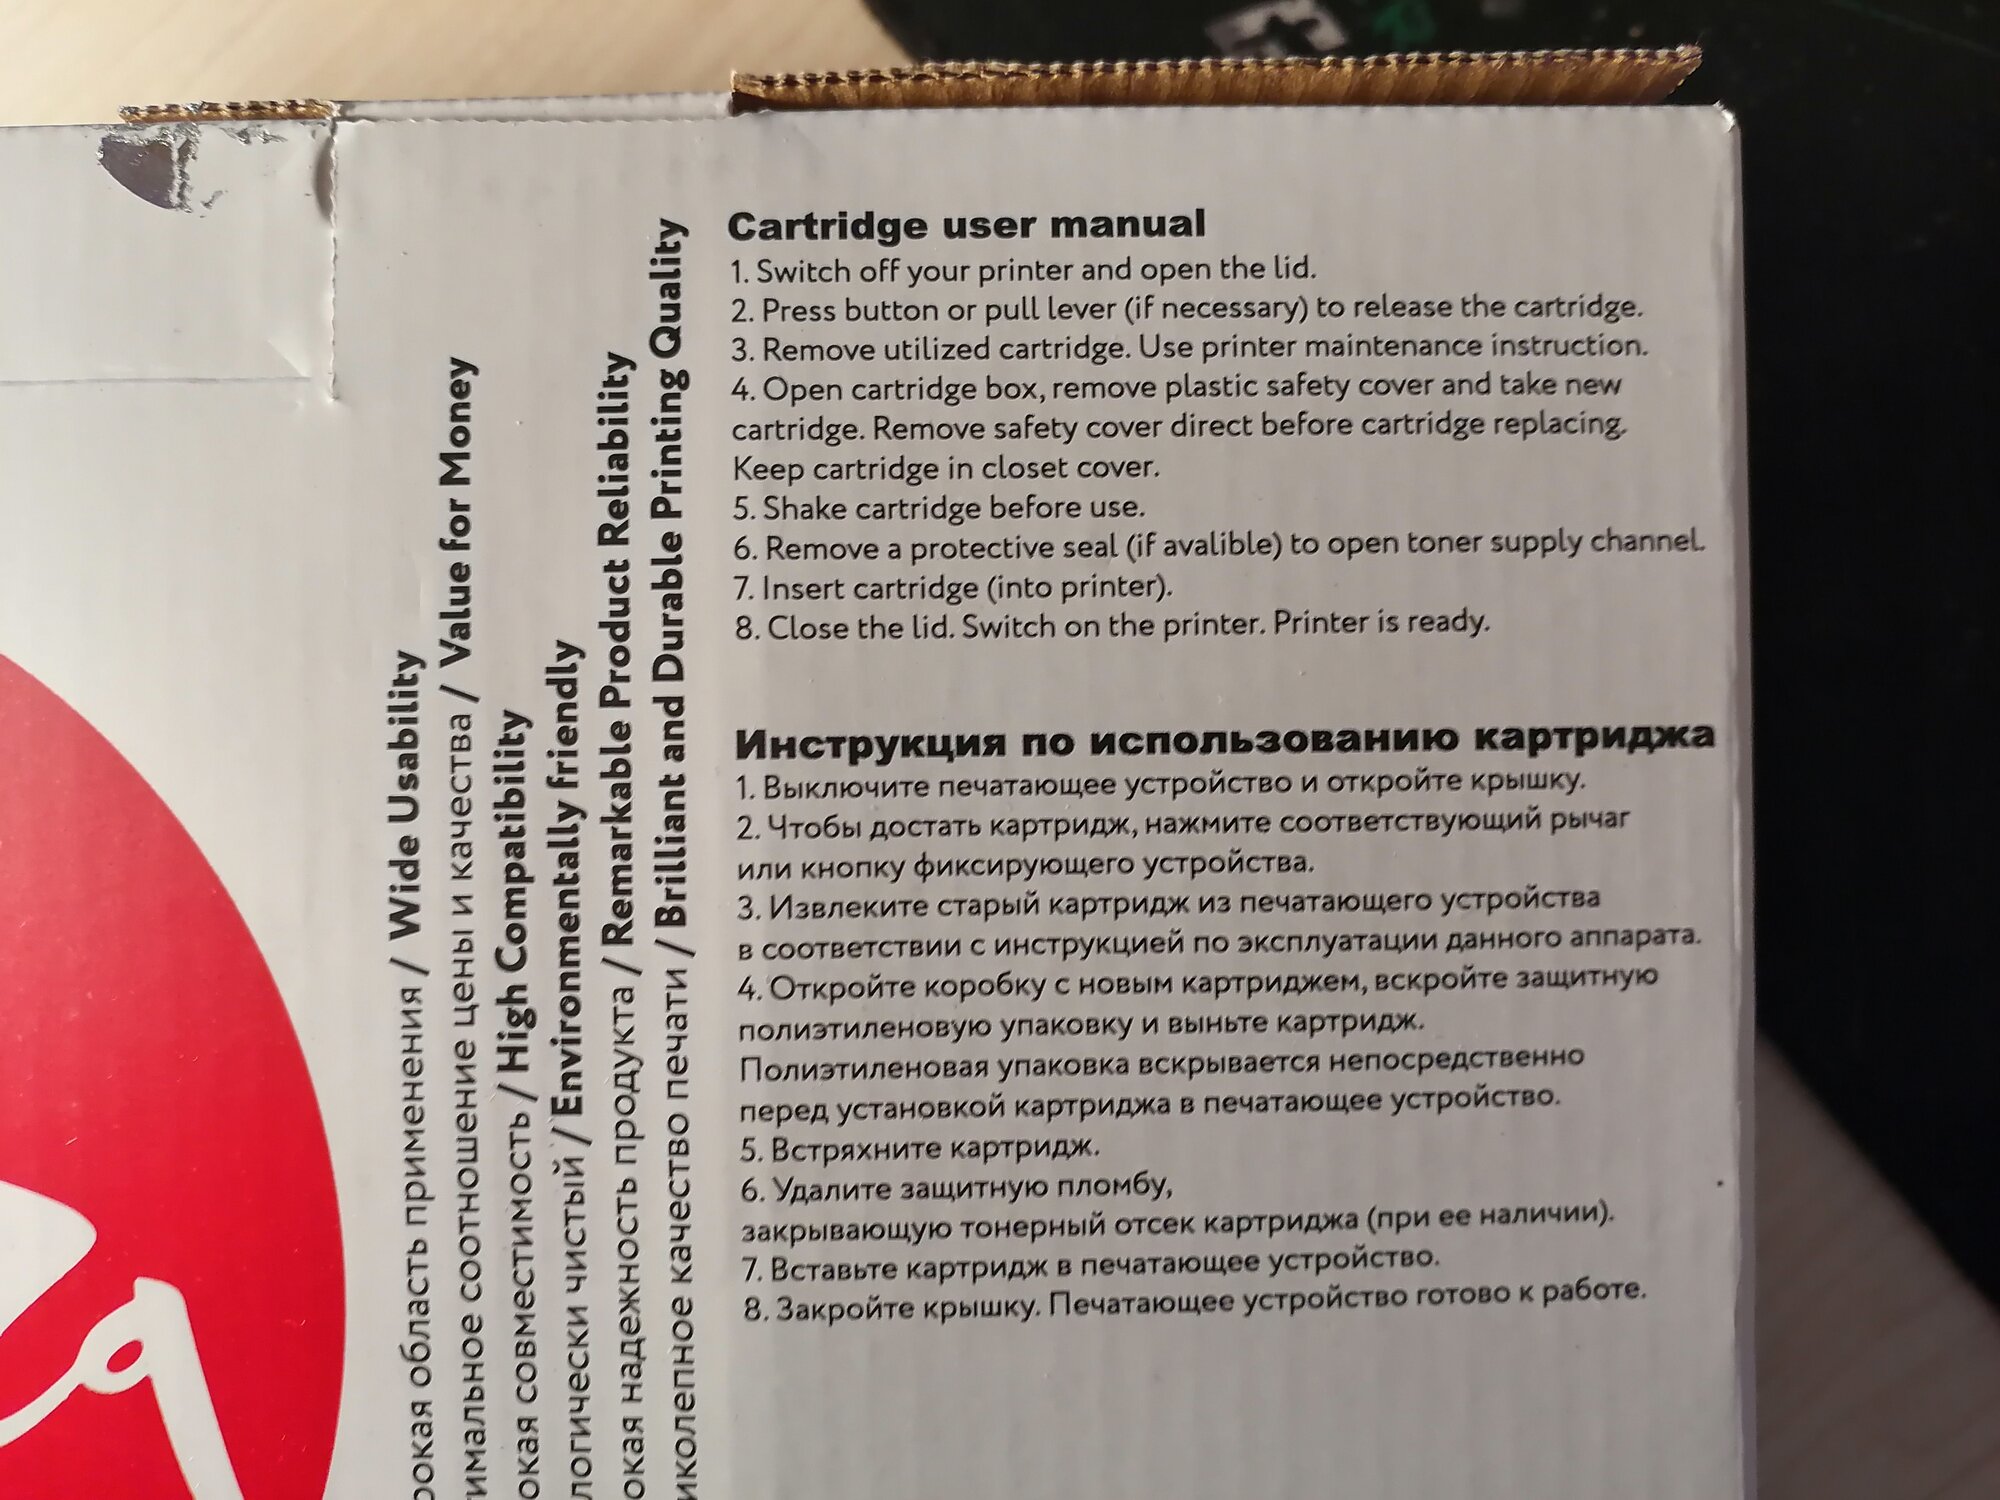 Cartridge user manual
1. Switch off your printer and open the lid.
2. Press button or pull lever (if necessary) to release the cartridge.
3. Remove utilized cartridge. Use printer maintenance instruction.
4. Open cartridge box, remove plastic safety cover and take new
cartridge. Remove safety cover direct before cartridge replacing.
Keep cartridge in closet cover.
5. Shake cartridge before use.
6. Remove a protective seal (if avalible) to open toner supply channel.
7. Insert cartridge (into printer).
8. Close the lid. Switch on the printer. Printer is ready.
Инструкция по использованию картриджа
1. Выключите печатающее устройство и откройте крышку.
2. Чтобы достать картридж, нажмите соответствующий рычаг
или кнопку фиксирующего устройства.
3. Извлеките старый картридж из печатающего устройства
в соответствии с инструкцией по эксплуатации данного аппарата.
4. Откройте коробку с новым картриджем, вскройте защитную
полиэтиленовую упаковку и выньте картридж.
Полиэтиленовая упаковка вскрывается непосредственно
перед установкой картриджа в печатающее устройство.
5. Встряхните картридж.
6. Удалите защитную пломбу,
закрывающую тонерный отсек картриджа (при ее наличии).
7. Вставьте картридж в печатающее устройство.
8. Закройте крышку. Печатающее устройство готово к работе.
рокая область применения / Wide Usability
тимальное соотношение цены и качества / Value for Money
окая совместимость / High Compatibility
логически чистый / Environmentally friendly
окая надежность продукта / Remarkable Product Reliability
иколепное качество печати / Brilliant and Durable Printing Quality